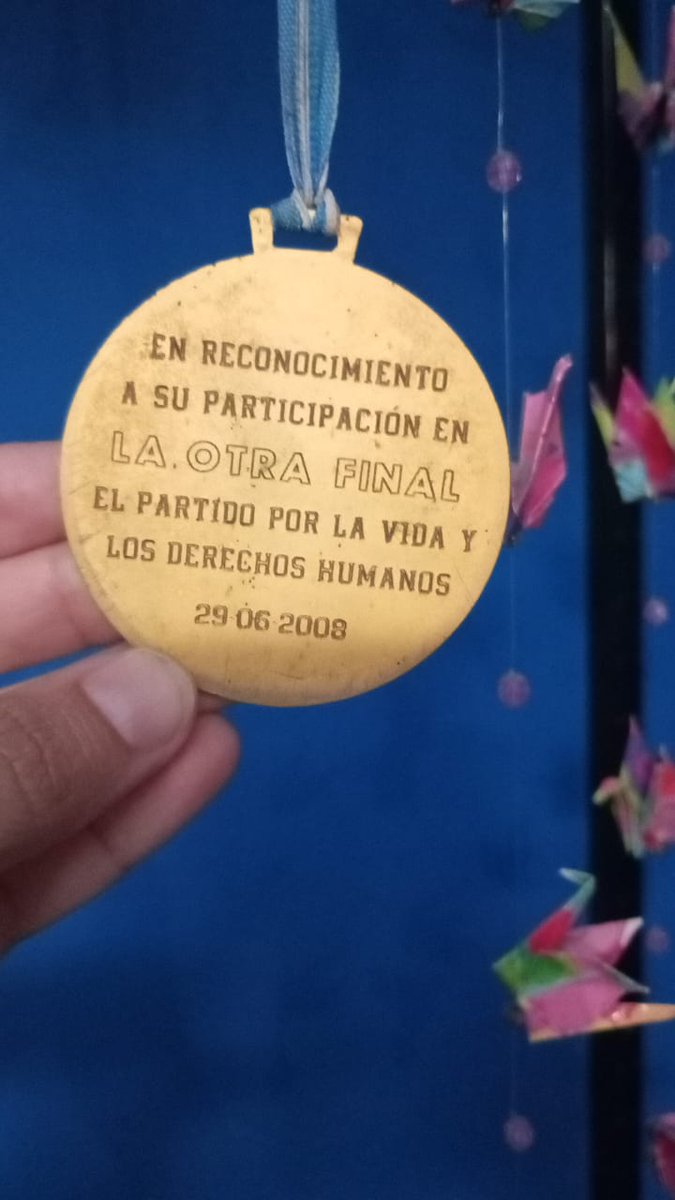 EN RECONOCIMIENTO
A SU PARTICIPACIÓN EN
LA OTRA FINAL
EL PARTIDO POR LA VIDA Y
LOS DERECHOS HUMANOS
29·06·2008